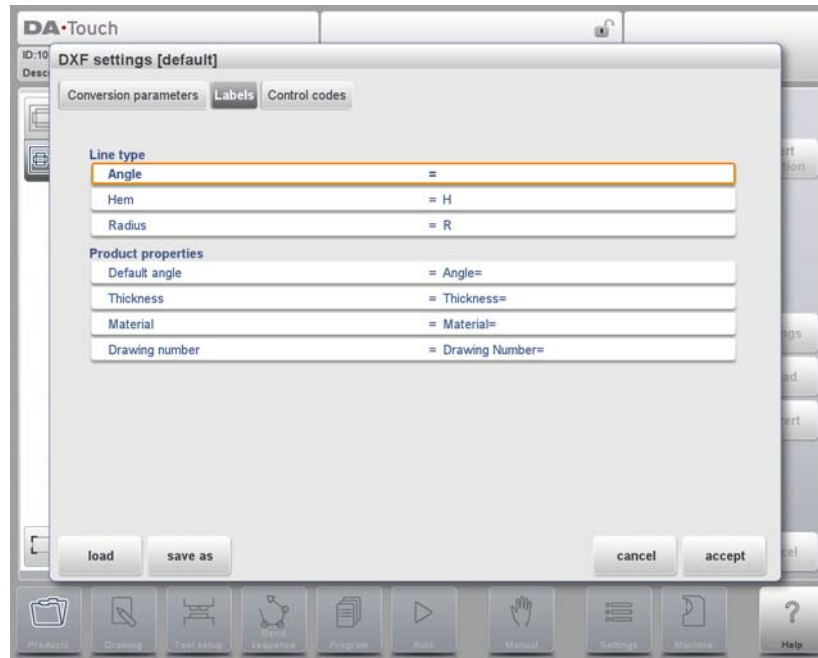 DA·Touch
ID:10
Desc
DXF settings [default]
Conversion parameters Labels Control codes
Line type
Angle =
Hem = H
Radius = R
Product properties
Default angle = Angle=
Thickness = Thickness=
Material = Material=
Drawing number = Drawing Number=
load save as cancel accept
Products Drawing Tool setup Bend sequence Program Auto Manual Settings Machine Help